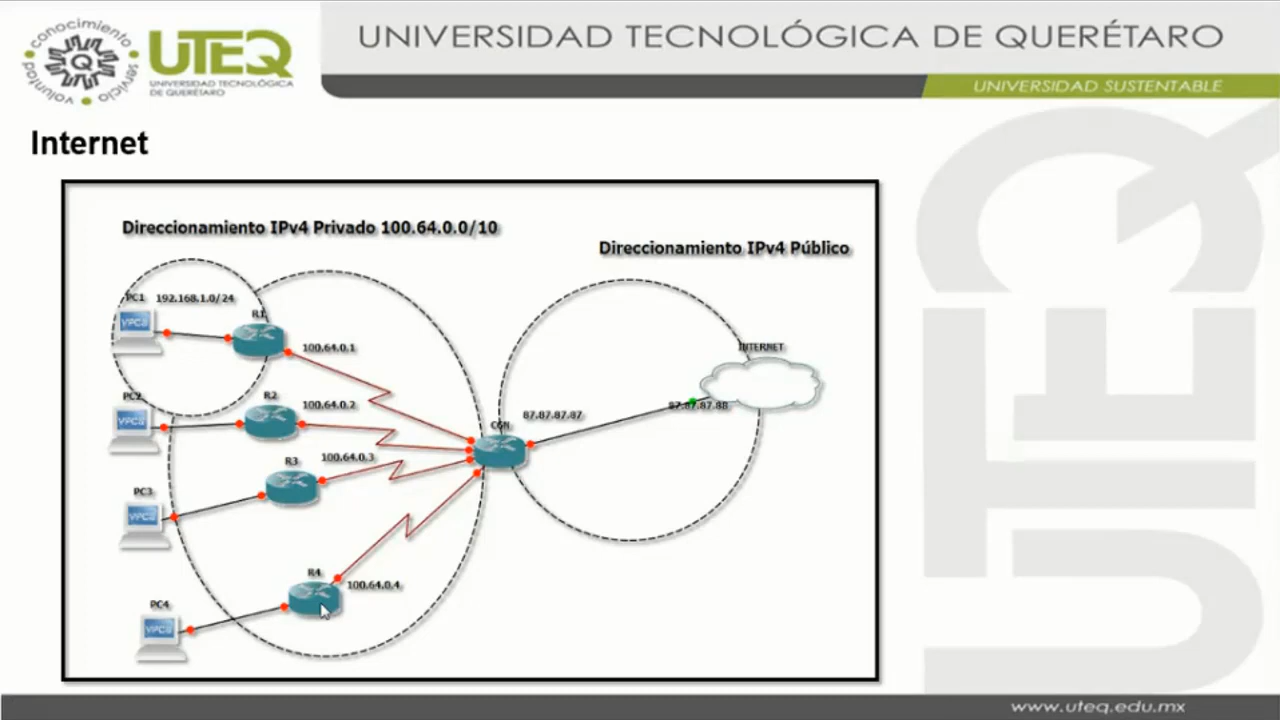 conocimiento
servicio
voluntad
Q
UTEQ
UNIVERSIDAD TECNOLÓGICA
DE QUERÉTARO
UNIVERSIDAD TECNOLÓGICA DE QUERÉTARO
UNIVERSIDAD SUSTENTABLE
Internet
Direccionamiento IPv4 Privado 100.64.0.0/10
Direccionamiento IPv4 Público
PC1
192.168.1.0/24
R1
VPCS
100.64.0.1
INTERNET
PC2
R2
100.64.0.2
VPCS
87.87.87.87
87.87.87.88
CGN
R3
100.64.0.3
PC3
VPCS
R4
100.64.0.4
PC4
VPCS
UTEQ
www.uteq.edu.mx